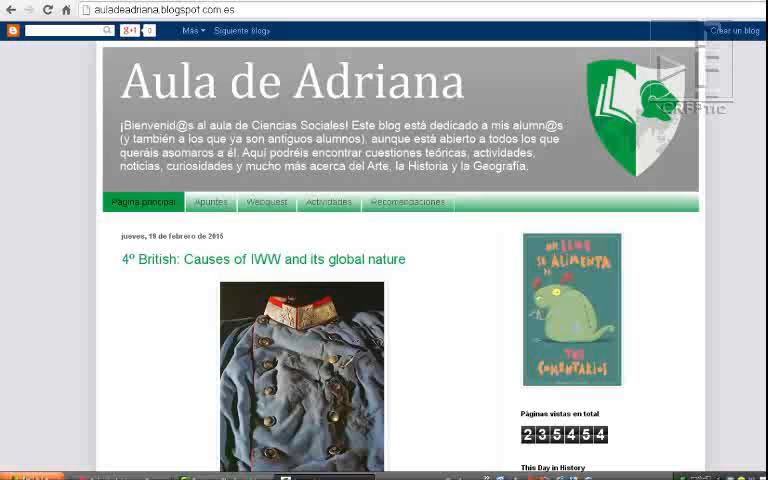 auladeadriana.blogspot.com.es
g+1 0 Más Siguiente blog» Crear un blog
CREPTIC
Aula de Adriana
¡Bienvenid@s al aula de Ciencias Sociales! Este blog está dedicado a mis alumn@s
(y también a los que ya son antiguos alumnos), aunque está abierto a todos los que
queráis asomaros a él. Aquí podréis encontrar cuestiones teóricas, actividades,
noticias, curiosidades y mucho más acerca del Arte, la Historia y la Geografía.
Página principal Apuntes Webquest Actividades Recomendaciones
jueves, 19 de febrero de 2015
4º British: Causes of IWW and its global nature
UN BLOG
SE ALIMENTA
DE
TUS
COMENTARIOS
Páginas vistas en total
235454
This Day in History